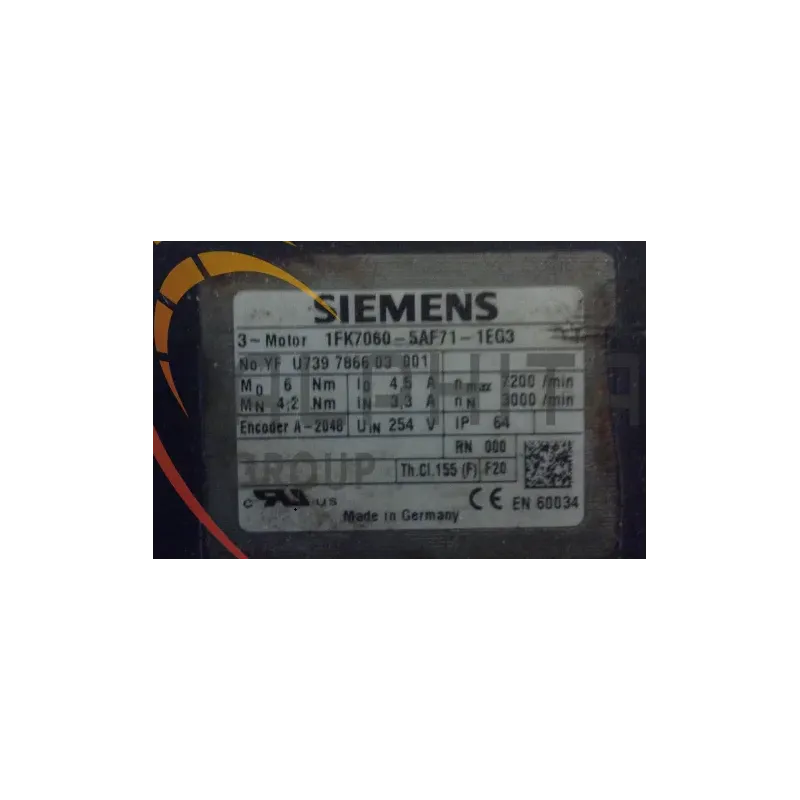 SIEMENS
3~Motor 1FK7060-5AF71-1EG3
No.YF U739 7866 03 001
M0 6 Nm I0 4,5 A nmax 7200 /min
MN 4,2 Nm IN 3,3 A nN 3000 /min
Encoder A-2048 UIN 254 V IP 64
RN 000
GROUP Th.Cl.155 (F) F20
c US CE EN 60034
Made in Germany